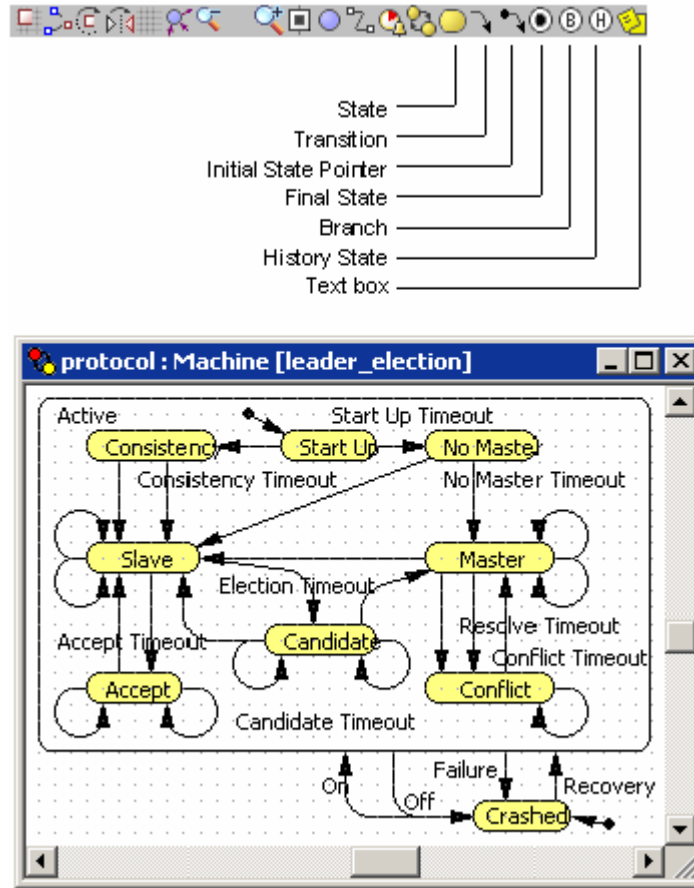 B H
State
Transition
Initial State Pointer
Final State
Branch
History State
Text box
protocol : Machine [leader_election]
Active
Start Up Timeout
Consistenc
Start Up
No Master
Consistency Timeout
No Master Timeout
Slave
Master
Election Timeout
Accept Timeout
Candidate
Resolve Timeout
Conflict Timeout
Accept
Conflict
Candidate Timeout
On
Off
Failure
Recovery
Crashed